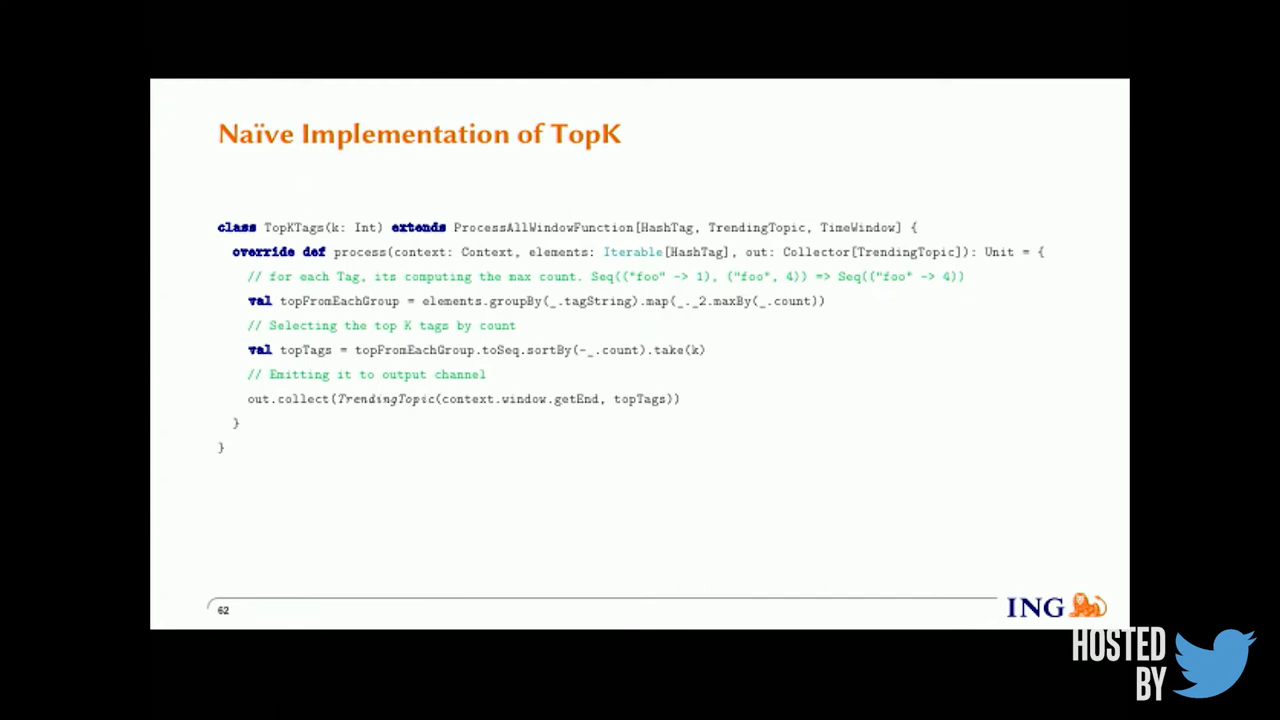 Naïve Implementation of TopK
class TopKTags(k: Int) extends ProcessAllWindowFunction[HashTag, TrendingTopic, TimeWindow] {
override def process(context: Context, elements: Iterable[HashTag], out: Collector[TrendingTopic]): Unit = {
// for each Tag, its computing the max count. Seq(("foo" -> 1), ("foo", 4)) => Seq(("foo" -> 4))
val topFromEachGroup = elements.groupBy(_.tagString).map(_._2.maxBy(_.count))
// Selecting the top K tags by count
val topTags = topFromEachGroup.toSeq.sortBy(-_.count).take(k)
// Emitting it to output channel
out.collect(TrendingTopic(context.window.getEnd, topTags))
}
}
62
ING
HOSTED
BY